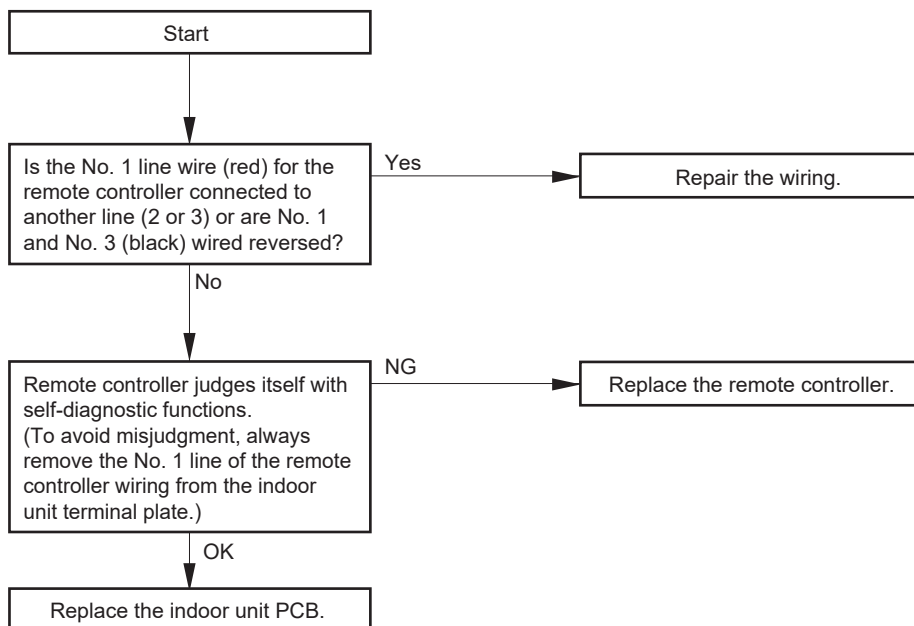 Start
Is the No. 1 line wire (red) for the
remote controller connected to
another line (2 or 3) or are No. 1
and No. 3 (black) wired reversed?
Yes
Repair the wiring.
No
Remote controller judges itself with
self-diagnostic functions.
(To avoid misjudgment, always
remove the No. 1 line of the remote
controller wiring from the indoor
unit terminal plate.)
NG
Replace the remote controller.
OK
Replace the indoor unit PCB.